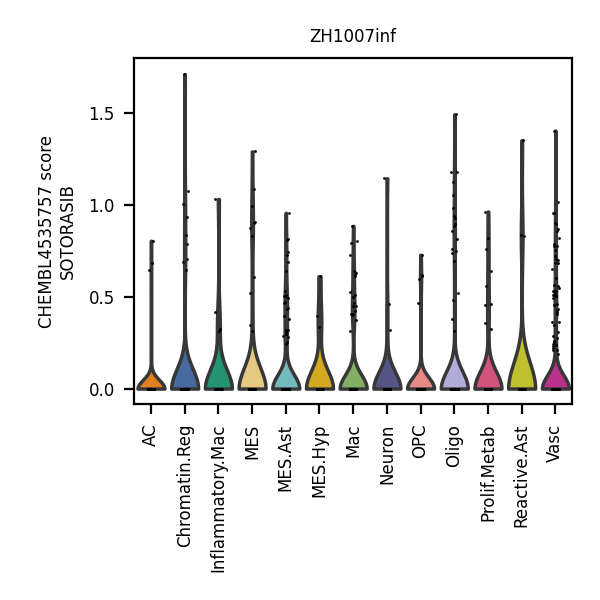 ZH1007inf
CHEMBL4535757 score
SOTORASIB
1.5
1.0
0.5
0.0
AC
Chromatin.Reg
Inflammatory.Mac
MES
MES.Ast
MES.Hyp
Mac
Neuron
OPC
Oligo
Prolif.Metab
Reactive.Ast
Vasc